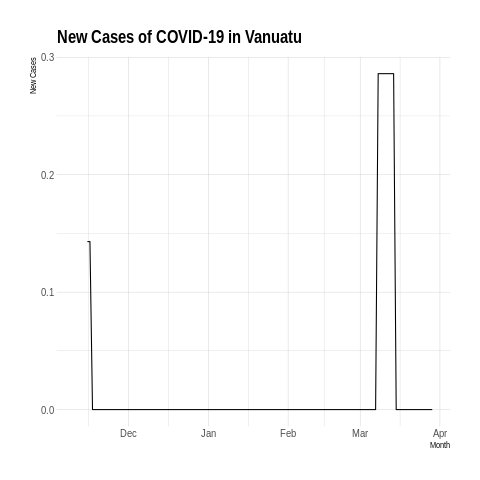 New Cases of COVID-19 in Vanuatu
New Cases
0.3
0.2
0.1
0.0
Dec Jan Feb Mar Apr
Month